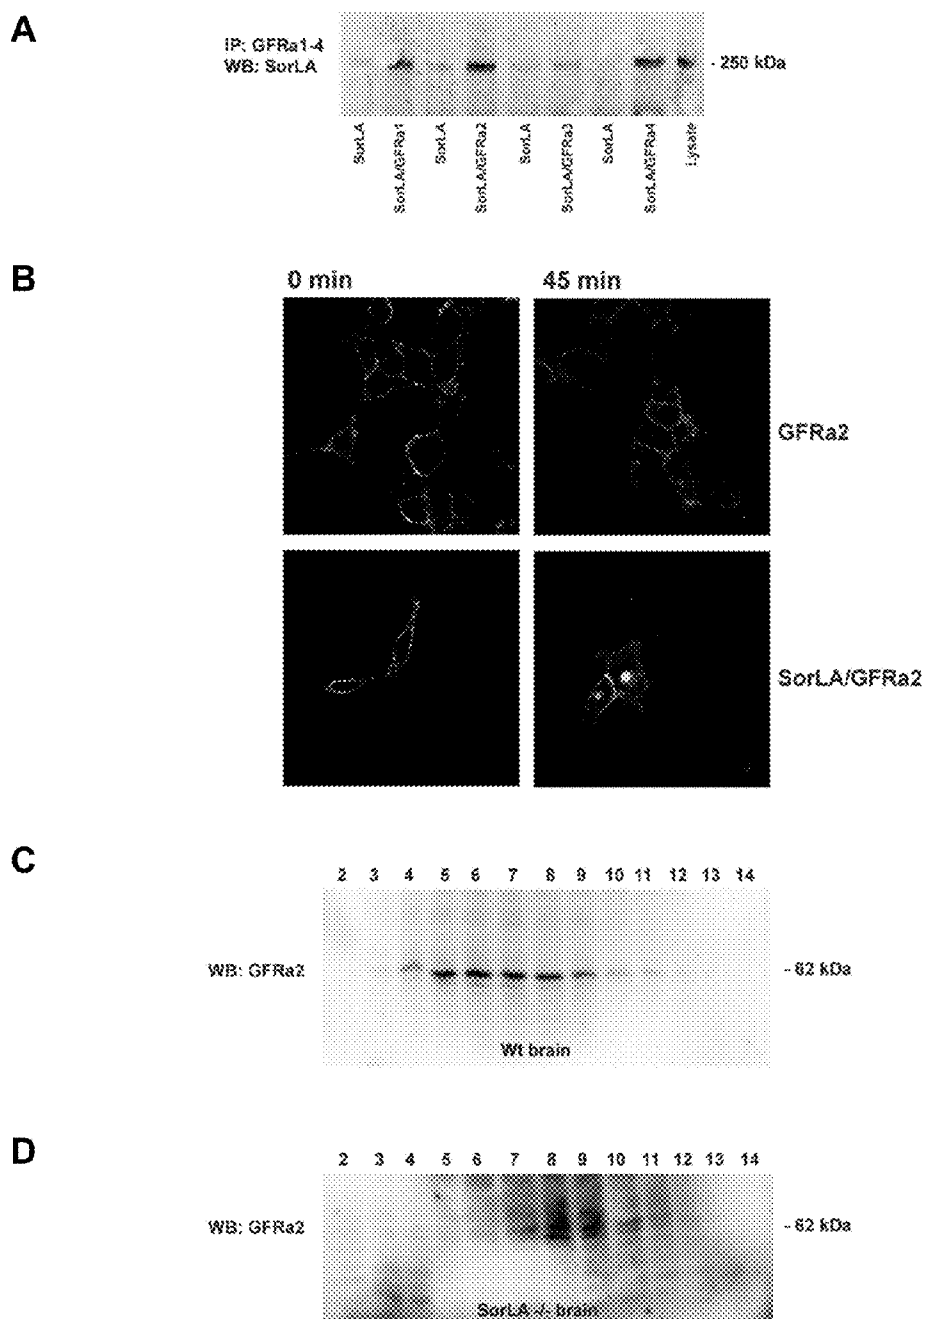 A
IP: GFRa1-4
WB: SorLA
- 250 kDa
SorLA
SorLA/GFRa1
SorLA
SorLA/GFRa2
SorLA
SorLA/GFRa3
SorLA
SorLA/GFRa4
Lysate
B
0 min
45 min
GFRa2
SorLA/GFRa2
C
2 3 4 5 6 7 8 9 10 11 12 13 14
WB: GFRa2
- 62 kDa
Wt brain
D
2 3 4 5 6 7 8 9 10 11 12 13 14
WB: GFRa2
- 62 kDa
SorLA -/- brain